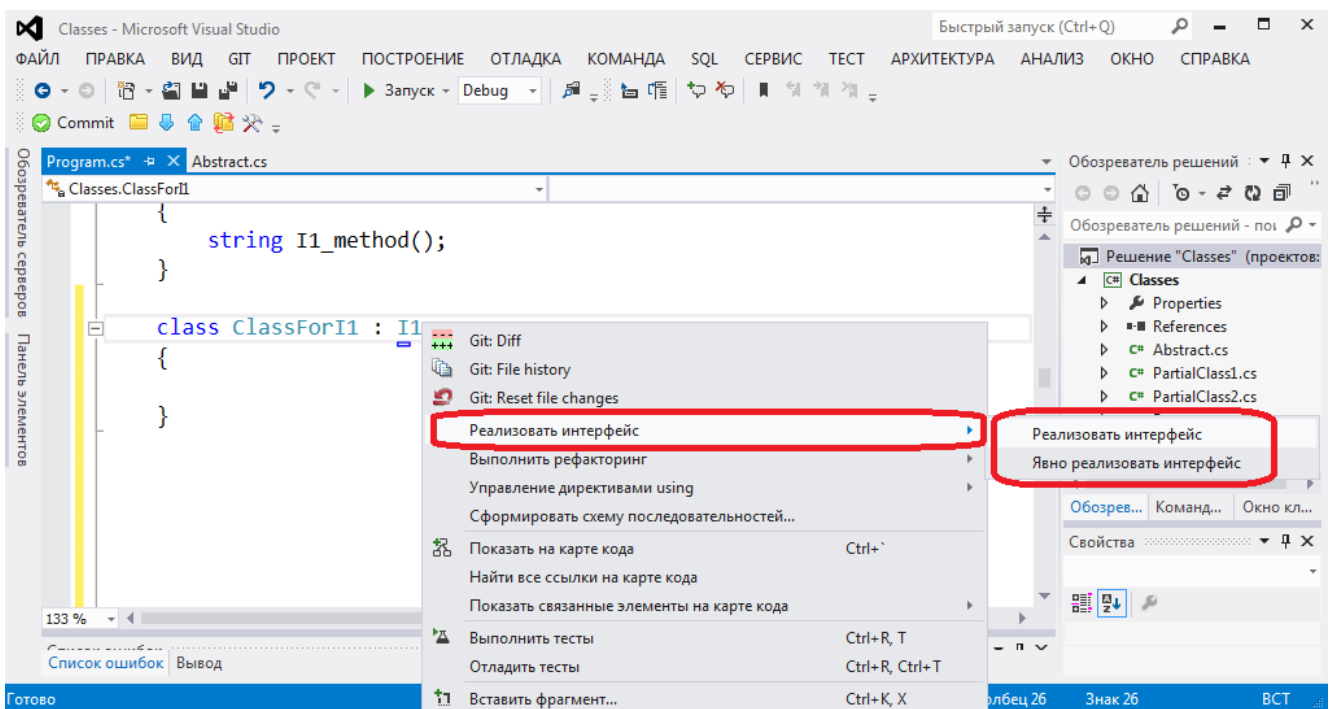 Classes - Microsoft Visual Studio
Быстрый запуск (Ctrl+Q)
ФАЙЛ ПРАВКА ВИД GIT ПРОЕКТ ПОСТРОЕНИЕ ОТЛАДКА КОМАНДА SQL СЕРВИС ТЕСТ АРХИТЕКТУРА АНАЛИЗ ОКНО СПРАВКА
Запуск Debug
Commit
Обозреватель серверов
Панель элементов
Program.cs* Abstract.cs
Classes.ClassForI1
{
string I1_method();
}
class ClassForI1 : I1
{
}
133 %
Список ошибок Вывод
Готово
Git: Diff
Git: File history
Git: Reset file changes
Реализовать интерфейс
Выполнить рефакторинг
Управление директивами using
Сформировать схему последовательностей...
Показать на карте кода Ctrl+`
Найти все ссылки на карте кода
Показать связанные элементы на карте кода
Выполнить тесты Ctrl+R, T
Отладить тесты Ctrl+R, Ctrl+T
Вставить фрагмент... Ctrl+K, X
Реализовать интерфейс
Явно реализовать интерфейс
Обозреватель решений
Обозреватель решений - пои
Решение "Classes" (проектов:
C# Classes
Properties
References
C# Abstract.cs
C# PartialClass1.cs
C# PartialClass2.cs
Обозрев... Команд... Окно кл...
Свойства
олбец 26 Знак 26 ВСТ